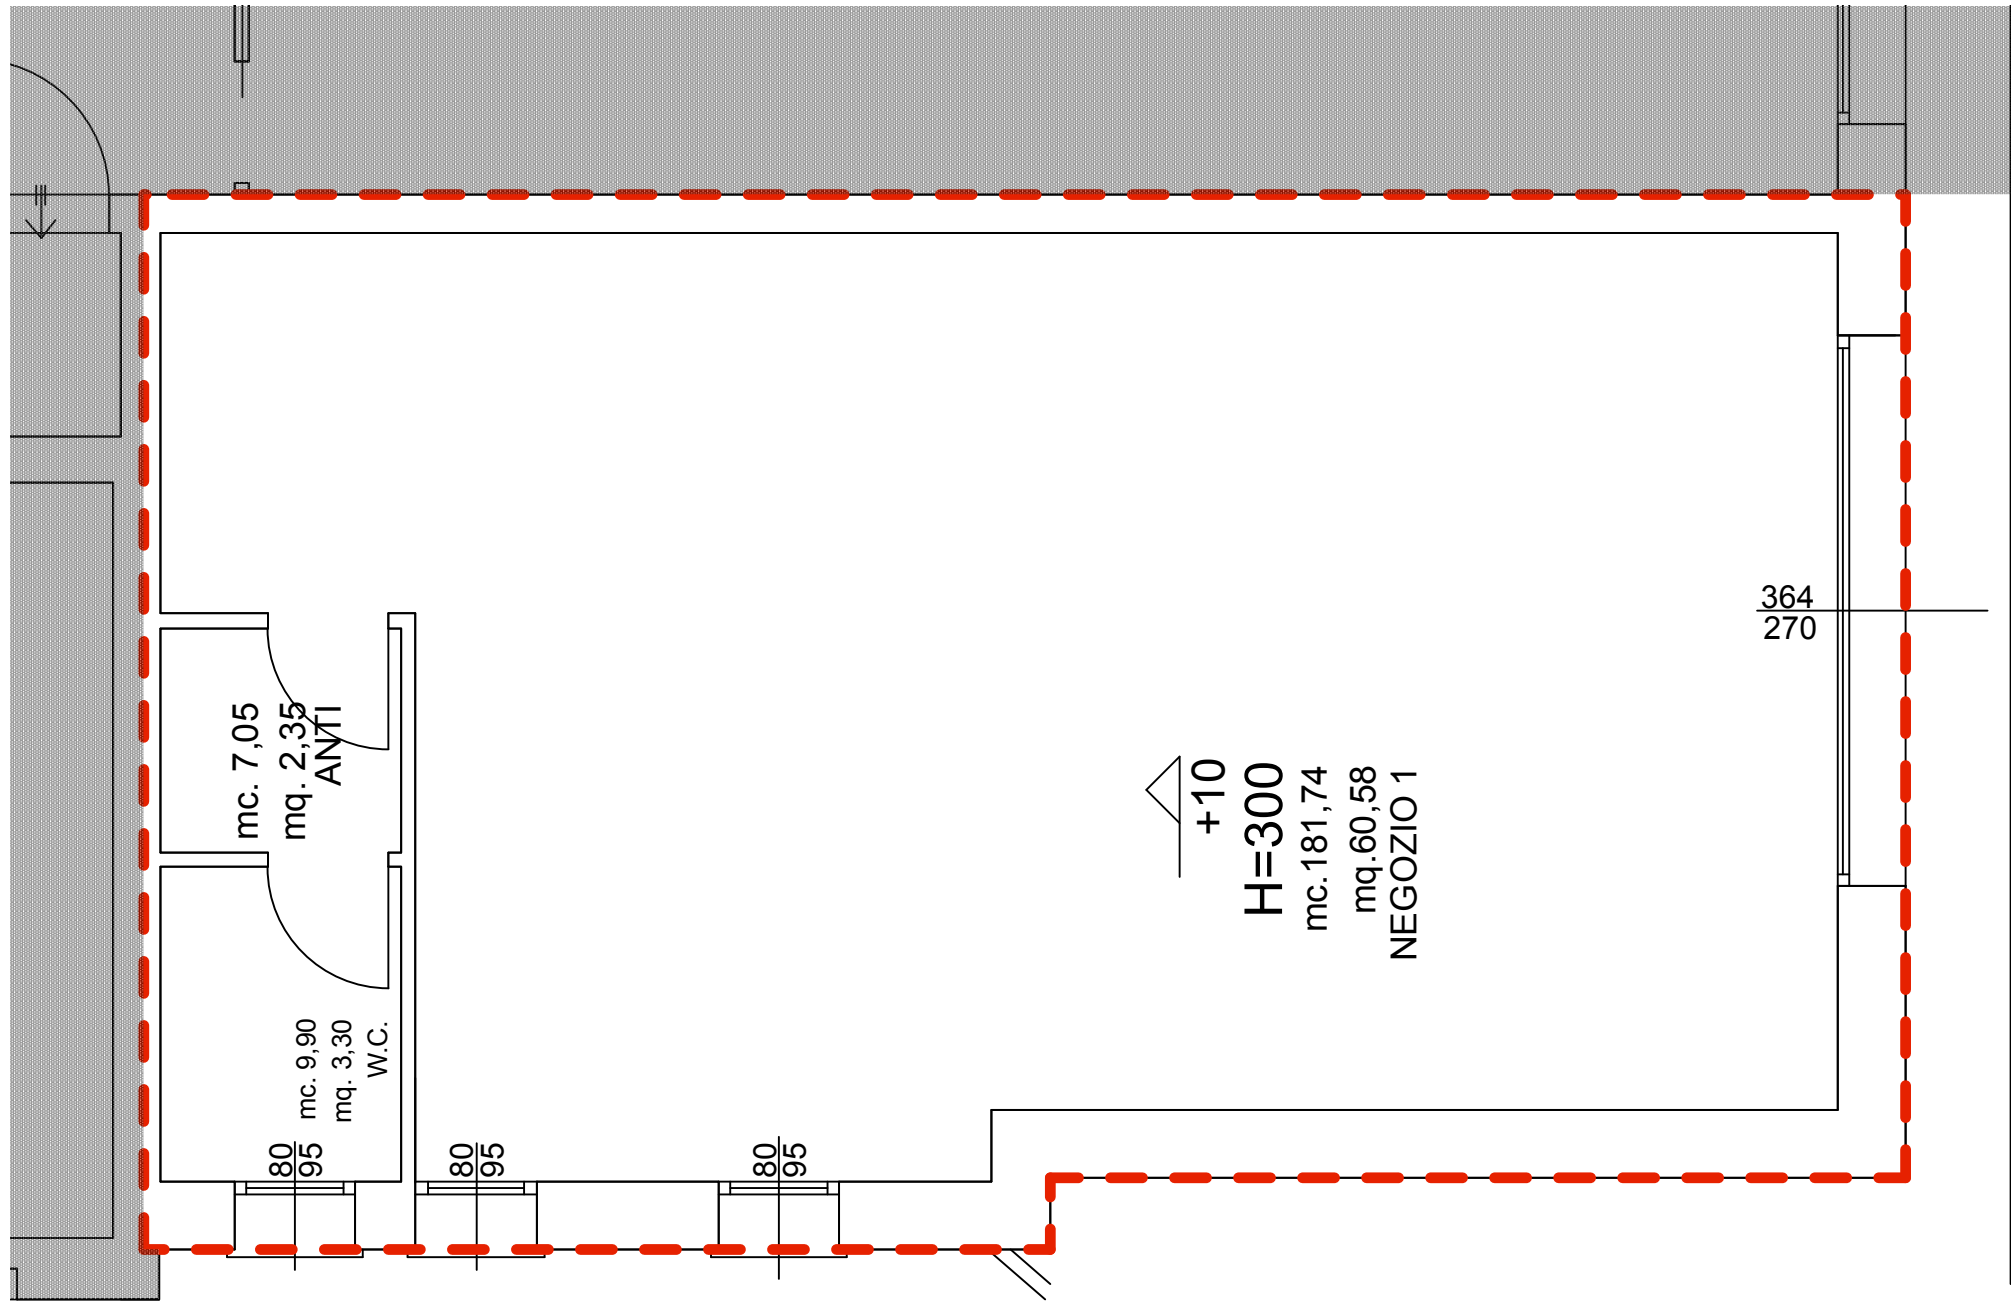 364
270
ANTI
mq. 2,35
mc. 7,05
NEGOZIO 1
mq.60,58
mc.181,74
H=300
+10
W.C.
mq. 3,30
mc. 9,90
80
95
80
95
80
95